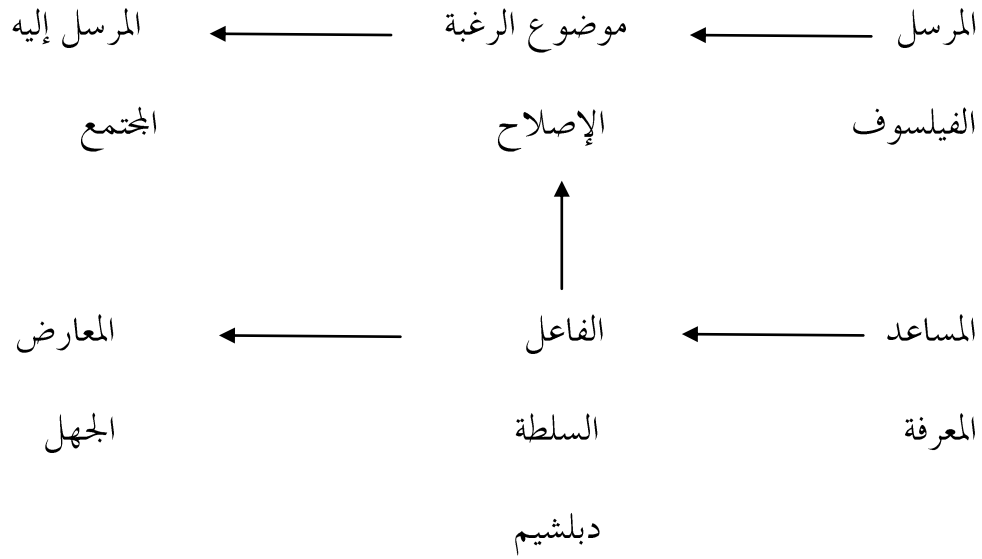 المرسل موضوع الرغبة المرسل إليه
الفيلسوف الإصلاح المجتمع
المساعد الفاعل المعارض
المعرفة السلطة الجهل
دبلشيم